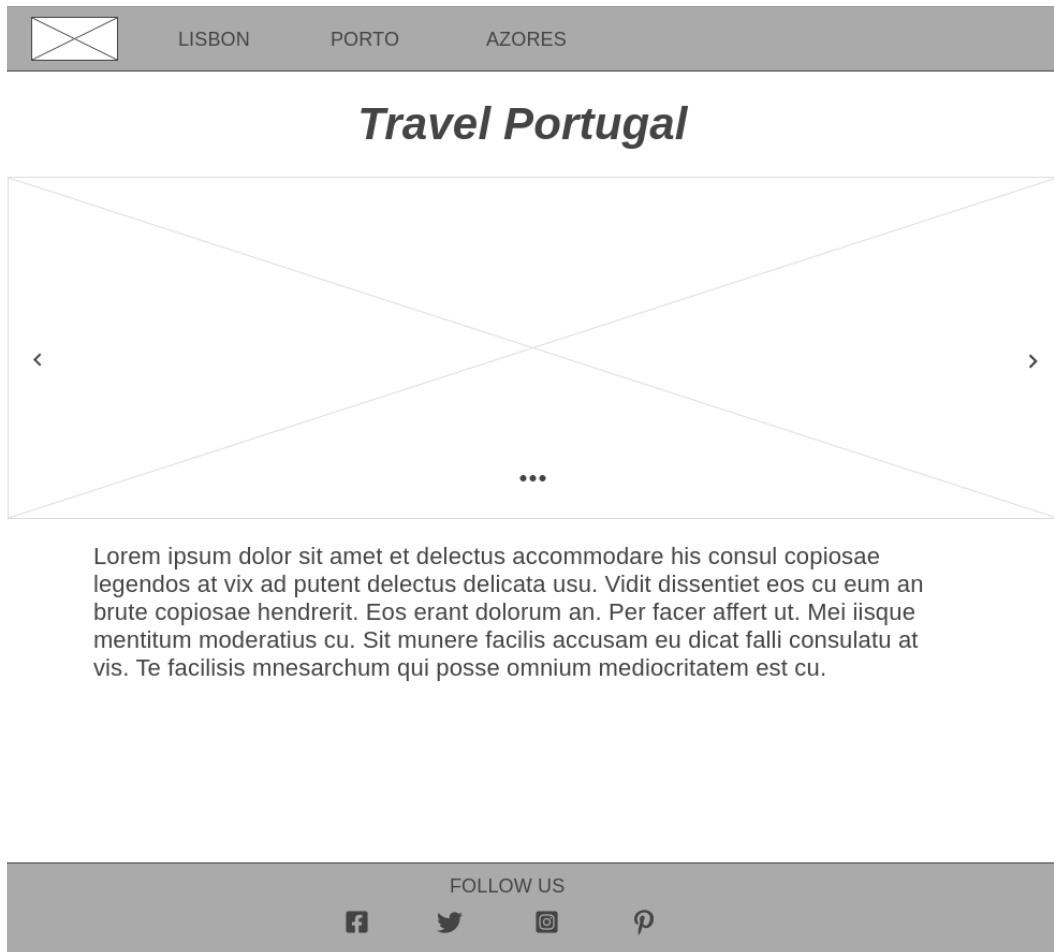 LISBON PORTO AZORES
Travel Portugal
Lorem ipsum dolor sit amet et delectus accommodare his consul copiosae
legendos at vix ad putent delectus delicata usu. Vidit dissentiet eos cu eum an
brute copiosae hendrerit. Eos erant dolorum an. Per facer affert ut. Mei iisque
mentitum moderatius cu. Sit munere facilis accusam eu dicat falli consulatu at
vis. Te facilisis mnesarchum qui posse omnium mediocritatem est cu.
FOLLOW US